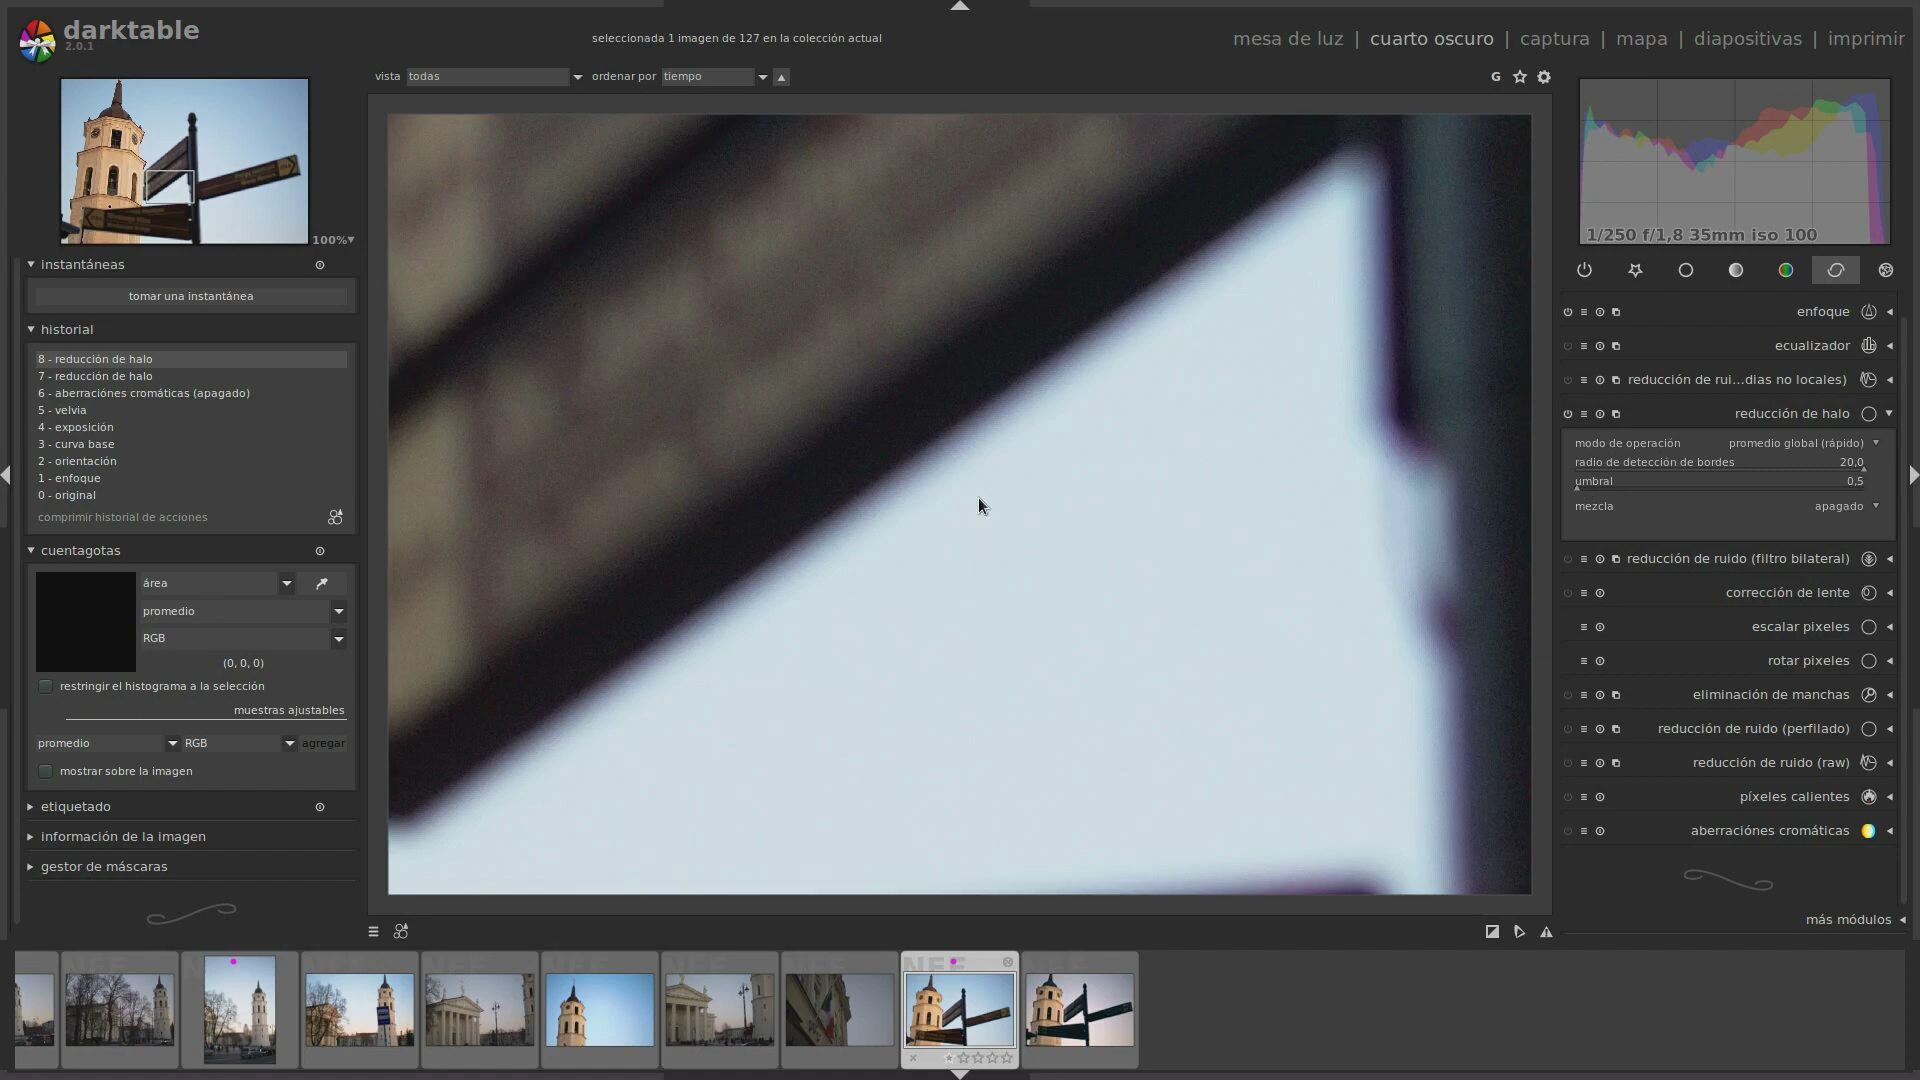 darktable
2.0.1
seleccionada 1 imagen de 127 en la colección actual
mesa de luz | cuarto oscuro | captura | mapa | diapositivas | imprimir
vista todas ordenar por tiempo
G
100%
1/250 f/1,8 35mm iso 100
instantáneas
tomar una instantánea
historial
8 - reducción de halo
7 - reducción de halo
6 - aberraciónes cromáticas (apagado)
5 - velvia
4 - exposición
3 - curva base
2 - orientación
1 - enfoque
0 - original
comprimir historial de acciones
cuentagotas
área
promedio
RGB
(0, 0, 0)
restringir el histograma a la selección
muestras ajustables
promedio RGB agregar
mostrar sobre la imagen
etiquetado
información de la imagen
gestor de máscaras
enfoque
ecualizador
reducción de rui...dias no locales)
reducción de halo
modo de operación promedio global (rápido)
radio de detección de bordes 20,0
umbral 0,5
mezcla apagado
reducción de ruido (filtro bilateral)
corrección de lente
escalar pixeles
rotar pixeles
eliminación de manchas
reducción de ruido (perfilado)
reducción de ruido (raw)
píxeles calientes
aberraciónes cromáticas
más módulos
NEF